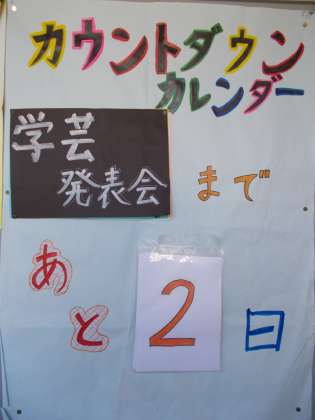 カウントダウン
カレンダー
学芸
発表会 まで
あと 2 日